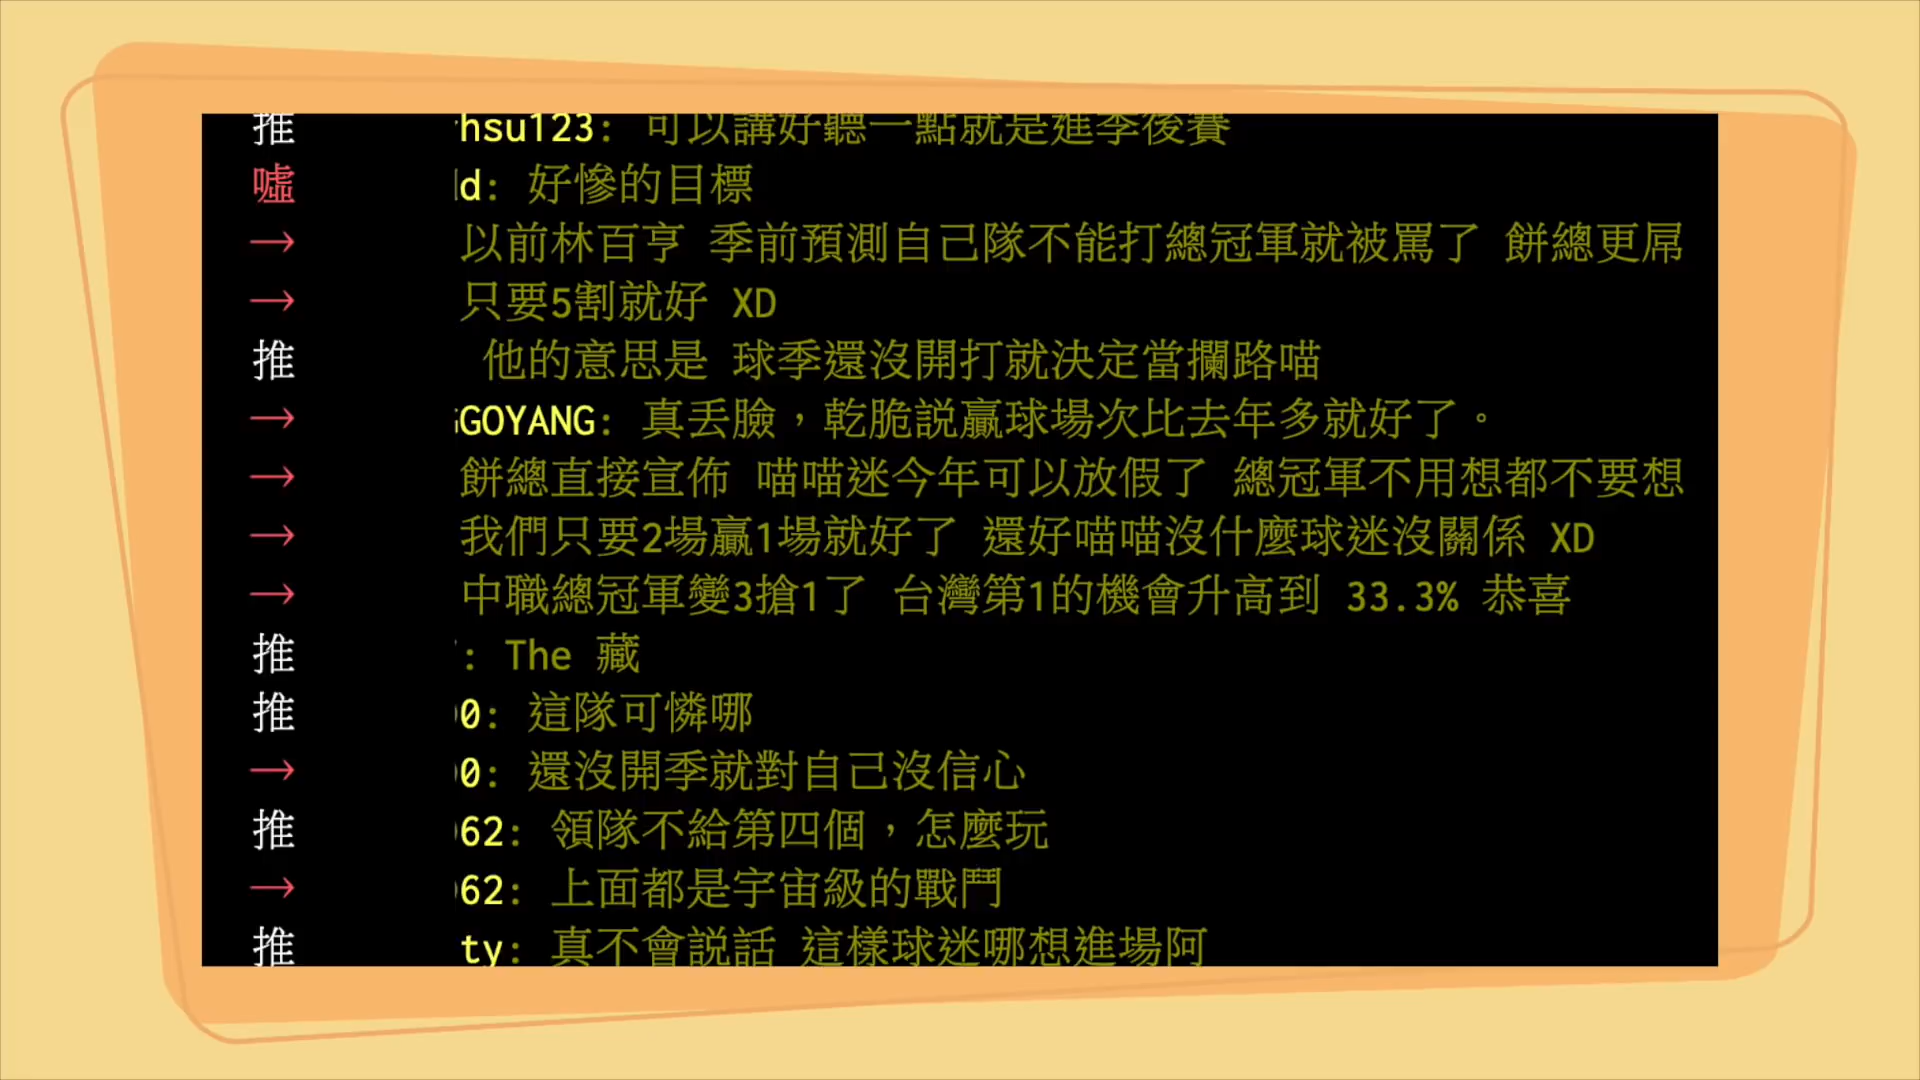 推 hsu123: 可以講好聽一點就是進季後賽
噓 d: 好慘的目標
→ 以前林百亨 季前預測自己隊不能打總冠軍就被罵了 餅總更屌
→ 只要5割就好 XD
推 他的意思是 球季還沒開打就決定當攔路喵
→ GGOYANG: 真丟臉，乾脆說贏球場次比去年多就好了。
→ 餅總直接宣佈 喵喵迷今年可以放假了 總冠軍不用想都不要想
→ 我們只要2場贏1場就好了 還好喵喵沒什麼球迷沒關係 XD
→ 中職總冠軍變3搶1了 台灣第1的機會升高到 33.3% 恭喜
推 : The 藏
推 0: 這隊可憐哪
→ 0: 還沒開季就對自己沒信心
推 62: 領隊不給第四個，怎麼玩
→ 62: 上面都是宇宙級的戰鬥
推 ty: 真不會說話 這樣球迷哪想進場阿